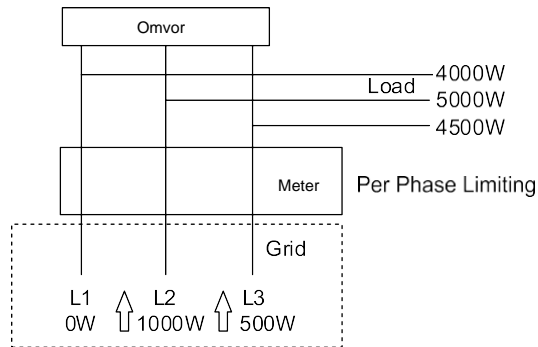 Omvor
4000W
Load
5000W
4500W
Meter
Per Phase Limiting
Grid
L1 L2 L3
0W 1000W 500W